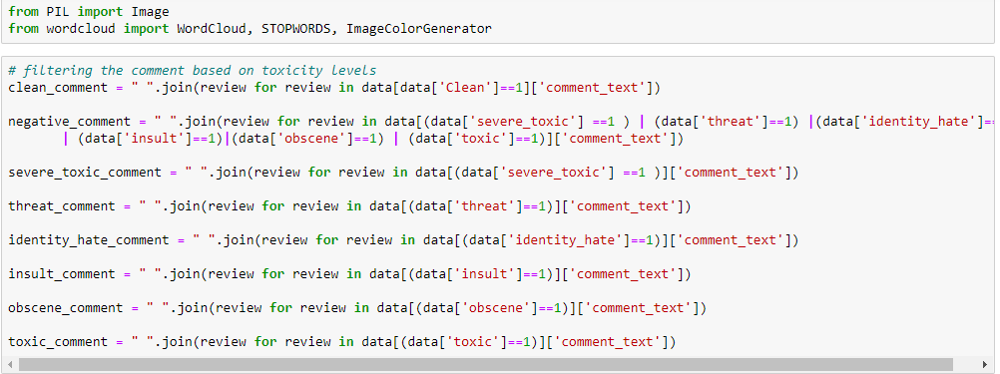 from PIL import Image
from wordcloud import WordCloud, STOPWORDS, ImageColorGenerator
# filtering the comment based on toxicity levels
clean_comment = " ".join(review for review in data[data['Clean']==1]['comment_text'])
negative_comment = " ".join(review for review in data[(data['severe_toxic'] ==1 ) | (data['threat']==1) |(data['identity_hate']==
| (data['insult']==1)|(data['obscene']==1) | (data['toxic']==1)]['comment_text'])
severe_toxic_comment = " ".join(review for review in data[(data['severe_toxic'] ==1 )]['comment_text'])
threat_comment = " ".join(review for review in data[(data['threat']==1)]['comment_text'])
identity_hate_comment = " ".join(review for review in data[(data['identity_hate']==1)]['comment_text'])
insult_comment = " ".join(review for review in data[(data['insult']==1)]['comment_text'])
obscene_comment = " ".join(review for review in data[(data['obscene']==1)]['comment_text'])
toxic_comment = " ".join(review for review in data[(data['toxic']==1)]['comment_text'])